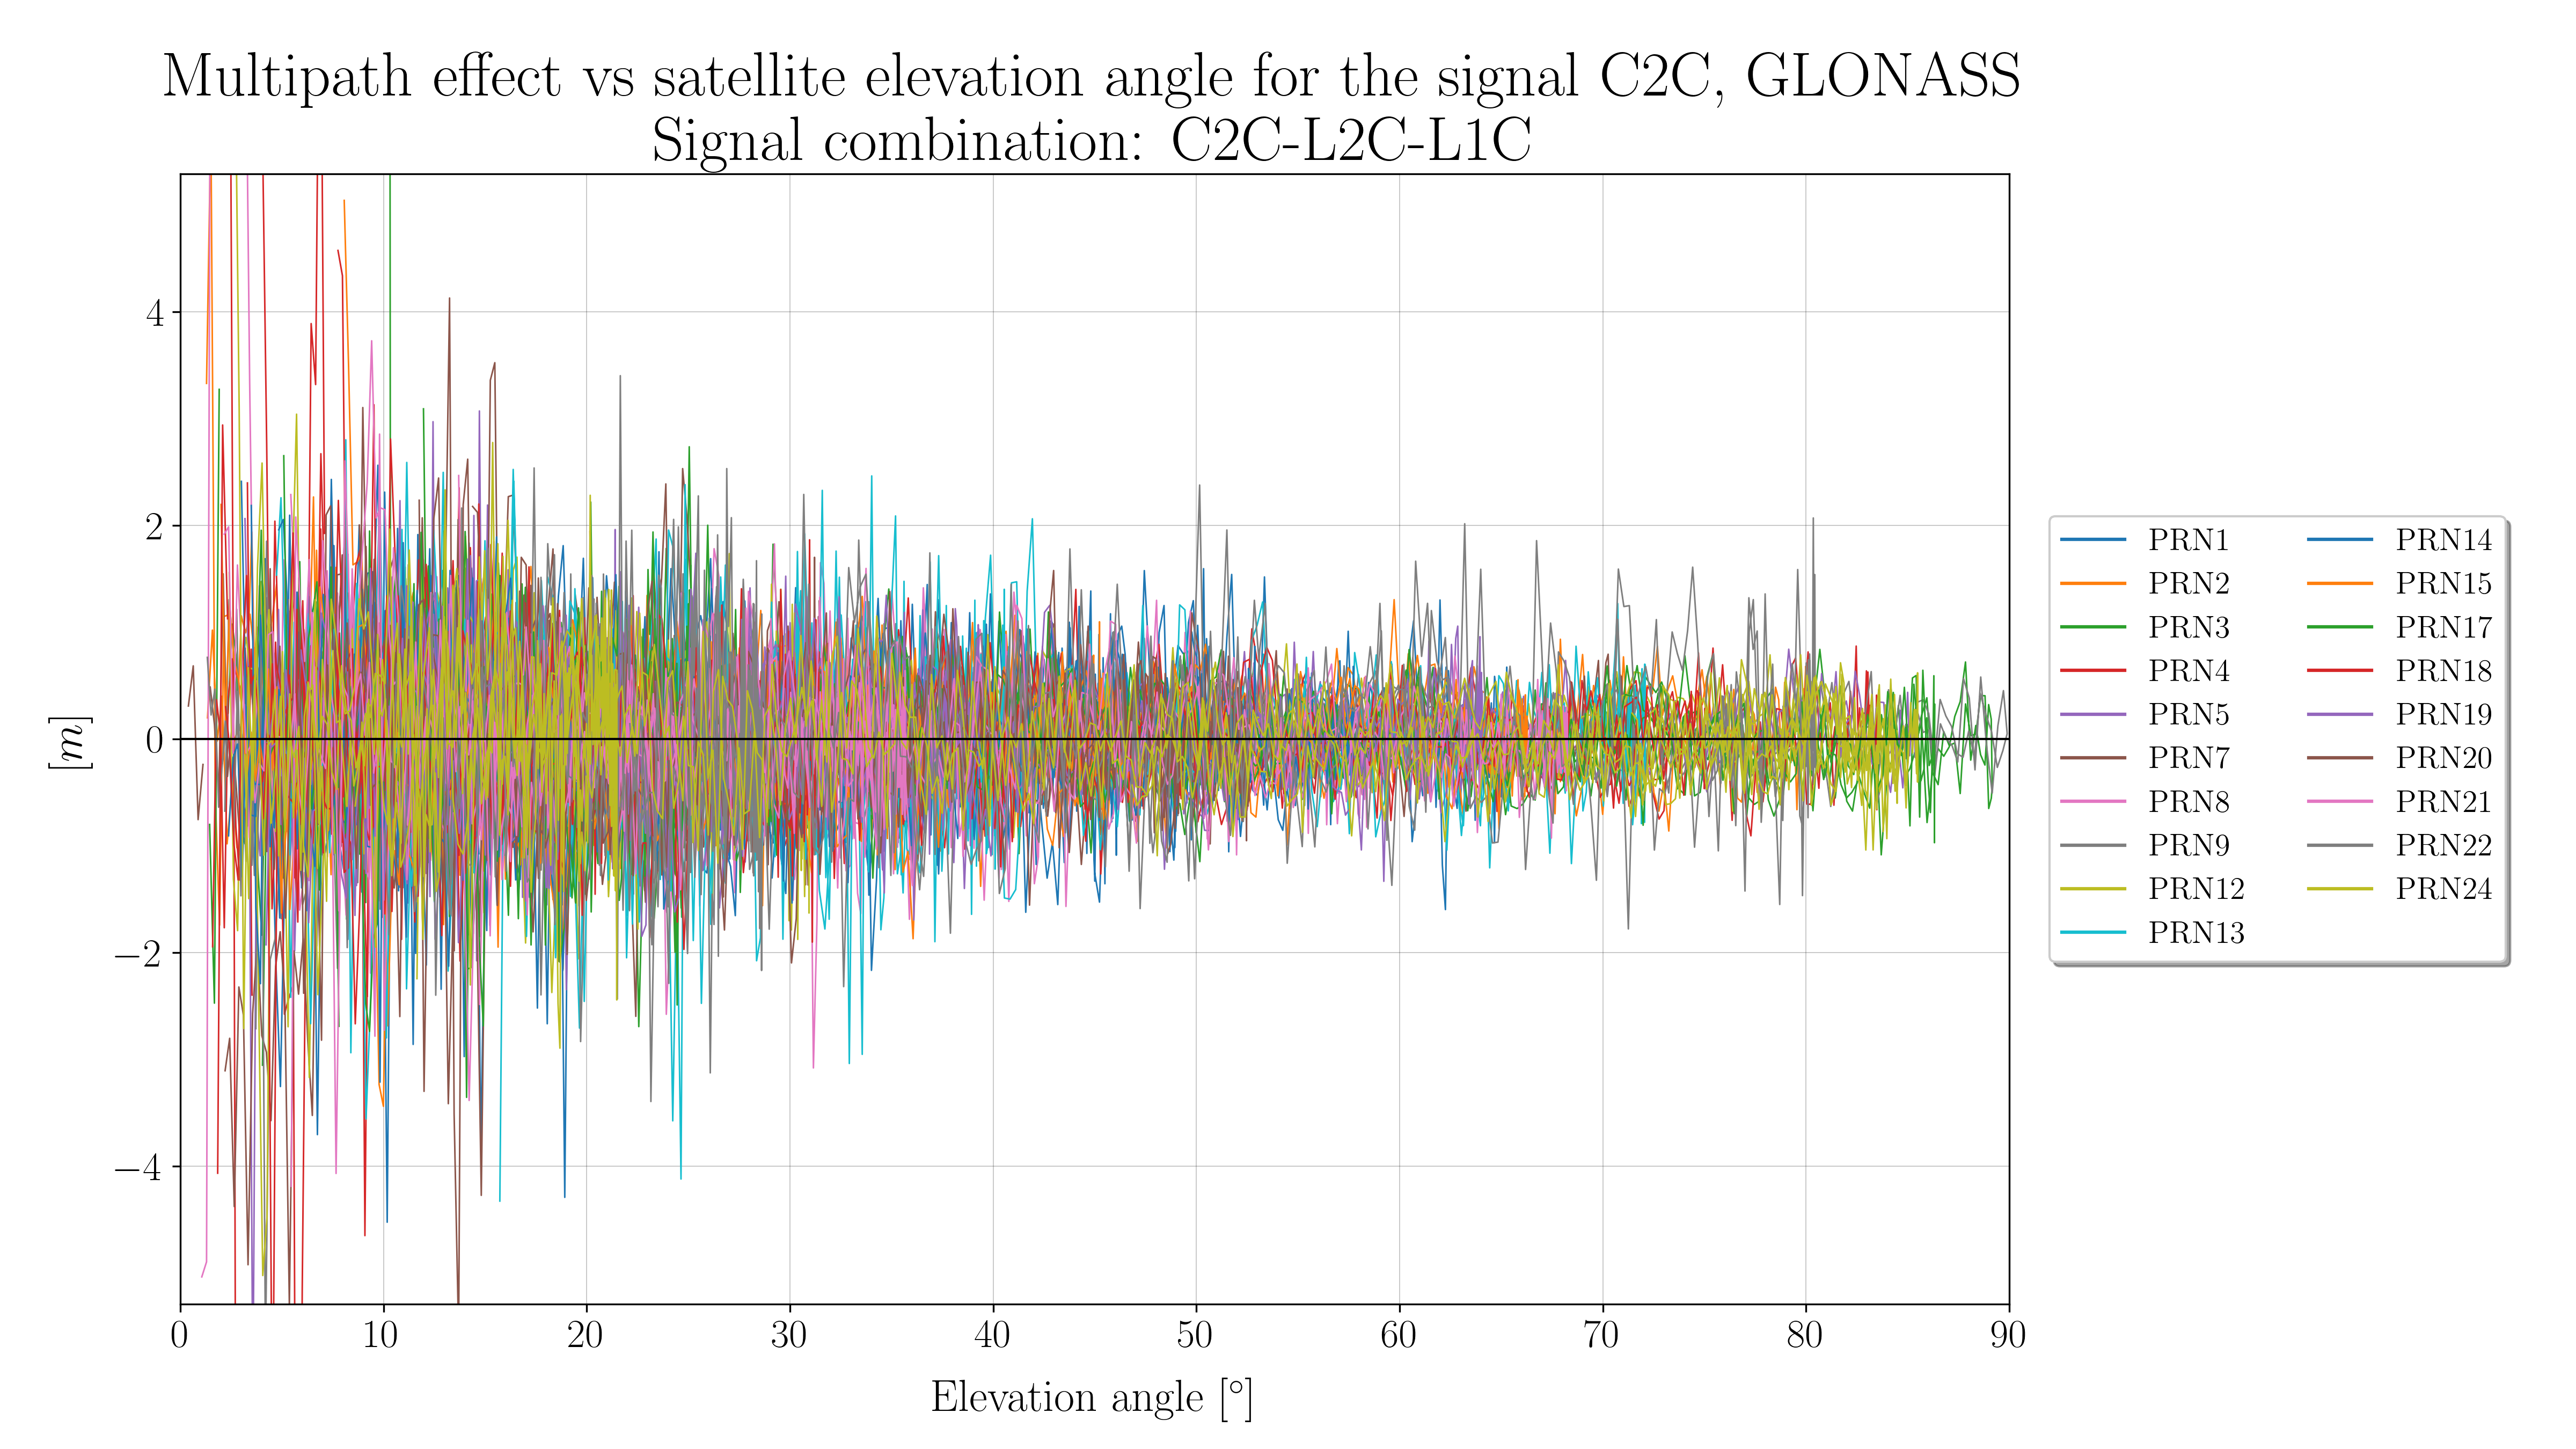 Multipath effect vs satellite elevation angle for the signal C2C, GLONASS
Signal combination: C2C-L2C-L1C
[m]
4
2
0
−2
−4
0 10 20 30 40 50 60 70 80 90
Elevation angle [°]
PRN1
PRN2
PRN3
PRN4
PRN5
PRN7
PRN8
PRN9
PRN12
PRN13
PRN14
PRN15
PRN17
PRN18
PRN19
PRN20
PRN21
PRN22
PRN24